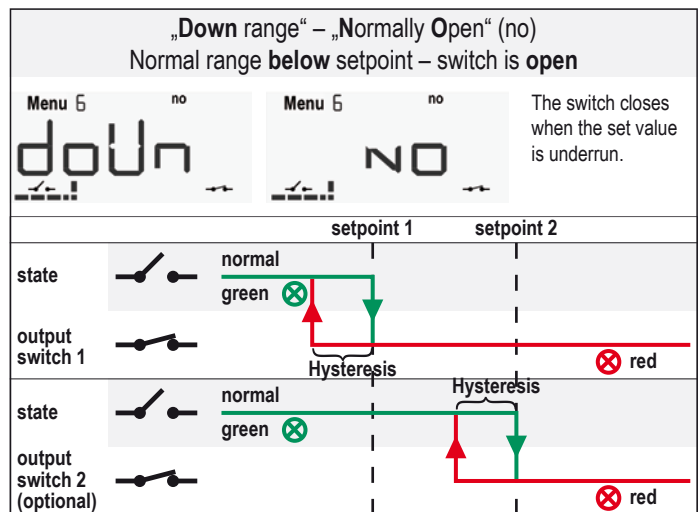 „Down range“ – „Normally Open“ (no)
Normal range below setpoint – switch is open
Menu 6 no
doUn
Menu 6 no
NO
The switch closes
when the set value
is underrun.
setpoint 1 setpoint 2
state
normal
green
output
switch 1
Hysteresis
red
state
normal
green
Hysteresis
output
switch 2
(optional)
red